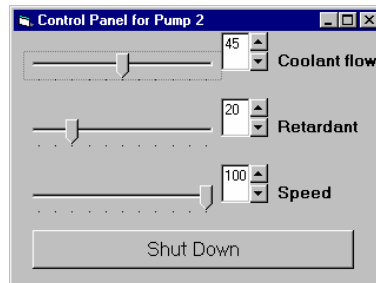 Control Panel for Pump 2
45
Coolant flow
20
Retardant
100
Speed
Shut Down